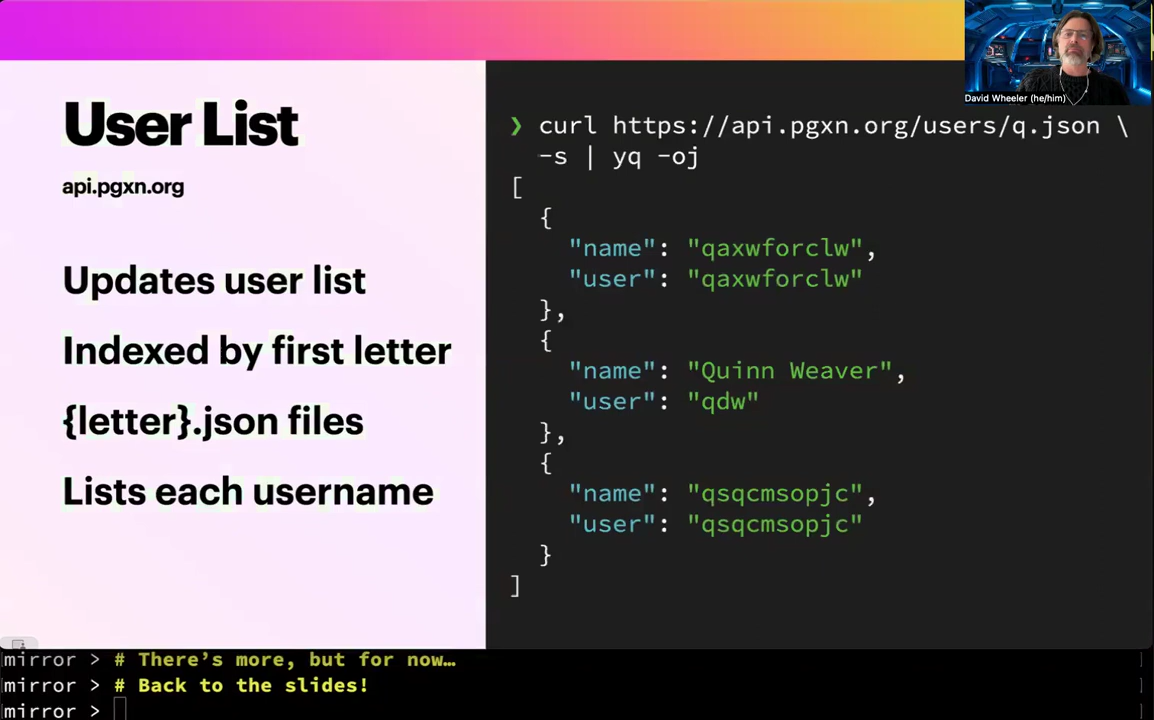 User List
api.pgxn.org
Updates user list
Indexed by first letter
{letter}.json files
Lists each username
❯ curl https://api.pgxn.org/users/q.json \
-s | yq -oj
[
{
"name": "qaxwforclw",
"user": "qaxwforclw"
},
{
"name": "Quinn Weaver",
"user": "qdw"
},
{
"name": "qsqcmsopjc",
"user": "qsqcmsopjc"
}
]
David Wheeler (he/him)
mirror > # There’s more, but for now…
mirror > # Back to the slides!
mirror >